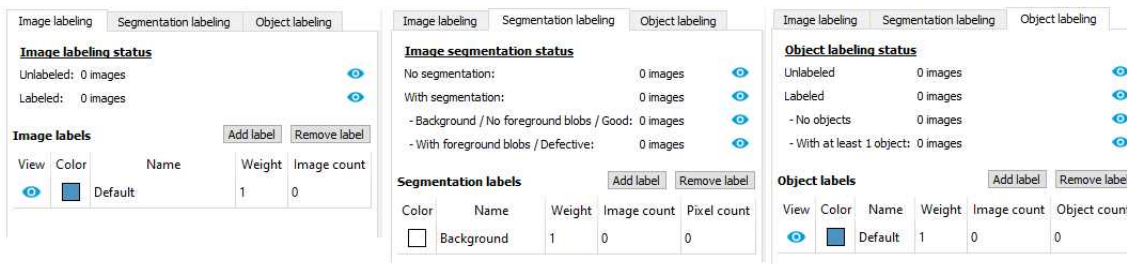 Image labeling Segmentation labeling Object labeling
Image labeling status
Unlabeled: 0 images
Labeled: 0 images
Image labels Add label Remove label
View Color Name Weight Image count
Default 1 0
Image labeling Segmentation labeling Object labeling
Image segmentation status
No segmentation: 0 images
With segmentation: 0 images
- Background / No foreground blobs / Good: 0 images
- With foreground blobs / Defective: 0 images
Segmentation labels Add label Remove label
Color Name Weight Image count Pixel count
Background 1 0 0
Image labeling Segmentation labeling Object labeling
Object labeling status
Unlabeled 0 images
Labeled 0 images
- No objects 0 images
- With at least 1 object: 0 images
Object labels Add label Remove label
View Color Name Weight Image count Object count
Default 1 0 0